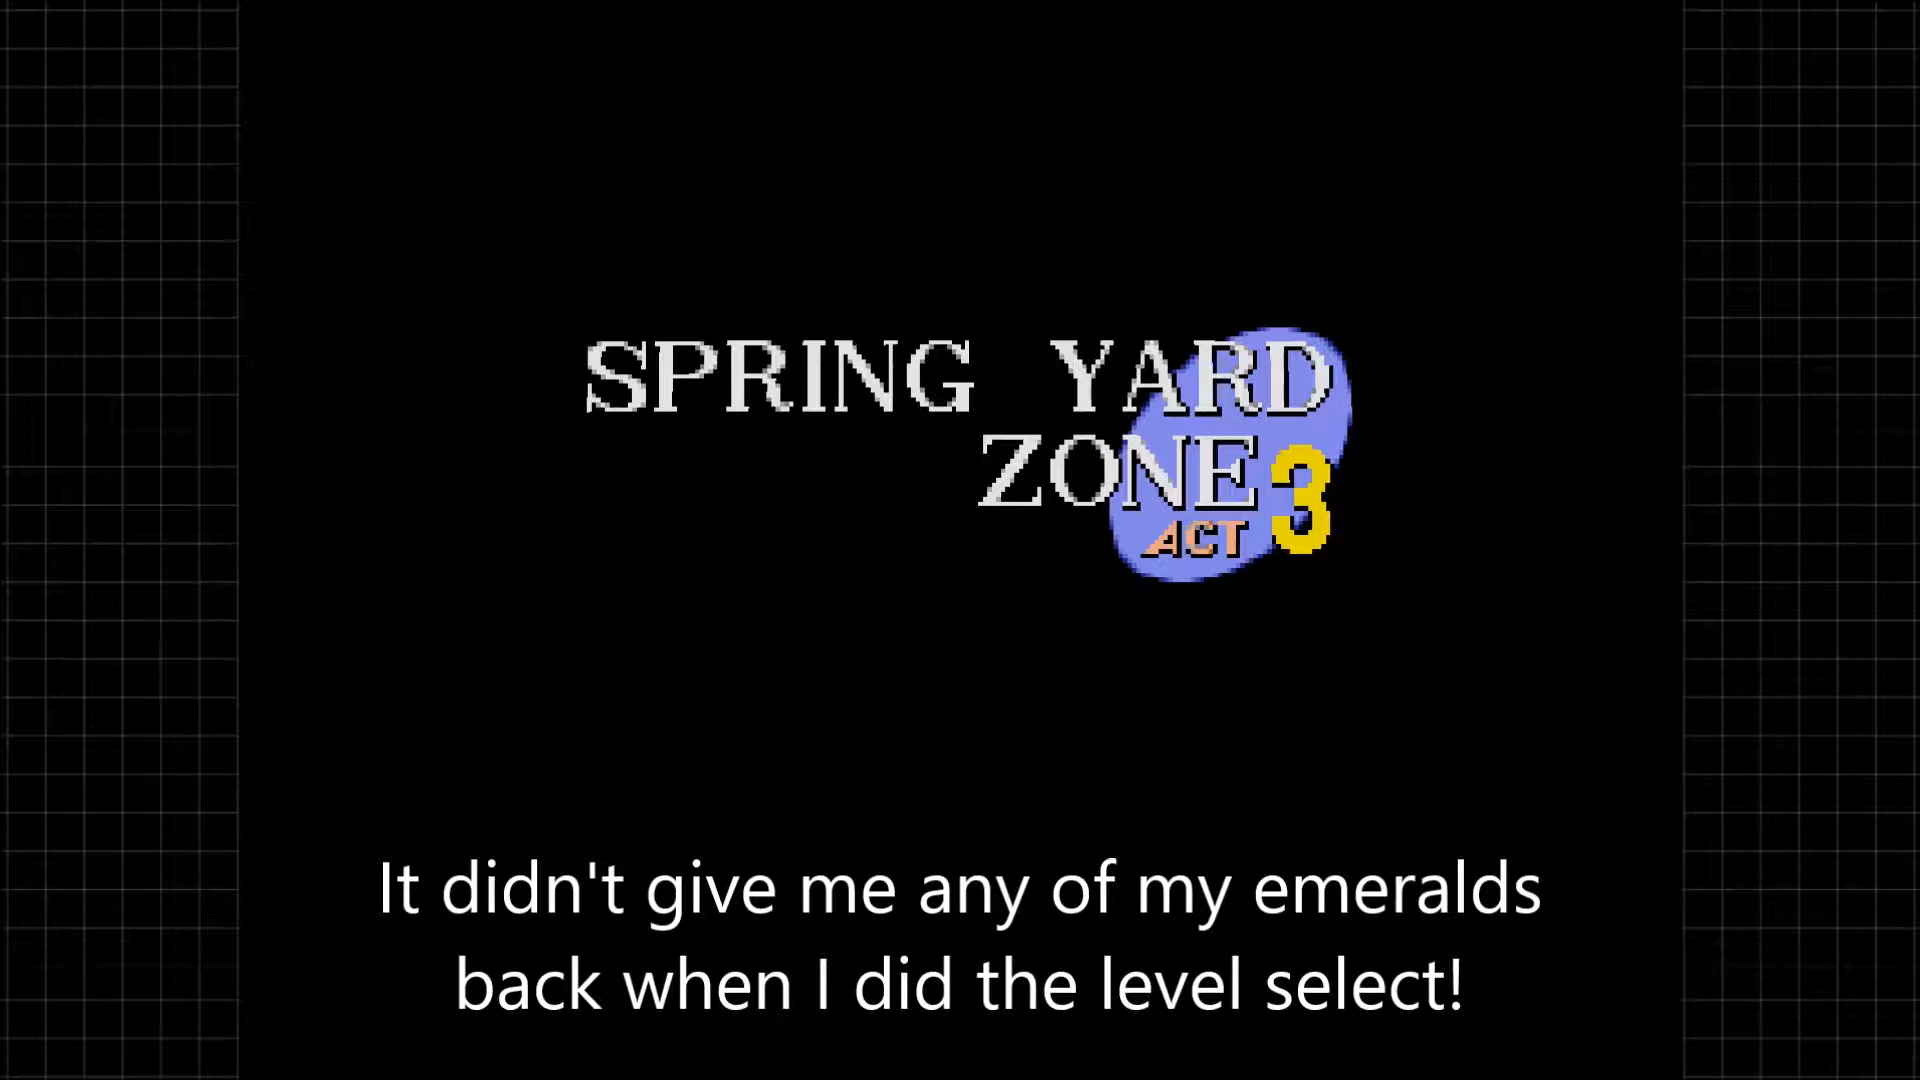 SPRING YARD
ZONE 3
ACT
It didn't give me any of my emeralds
back when I did the level select!